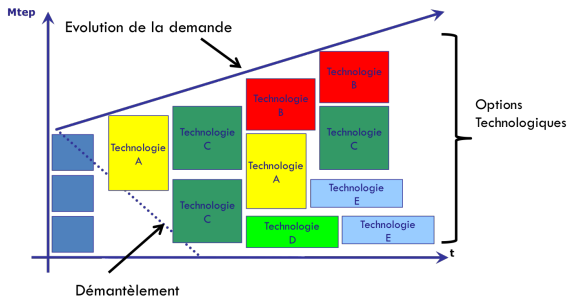 Mtep
Evolution de la demande
Technologie
B
Technologie
B
Technologie
A
Technologie
C
Technologie
C
Options
Technologiques
Technologie
A
Technologie
E
Technologie
C
Technologie
D
Technologie
E
t
Démantèlement